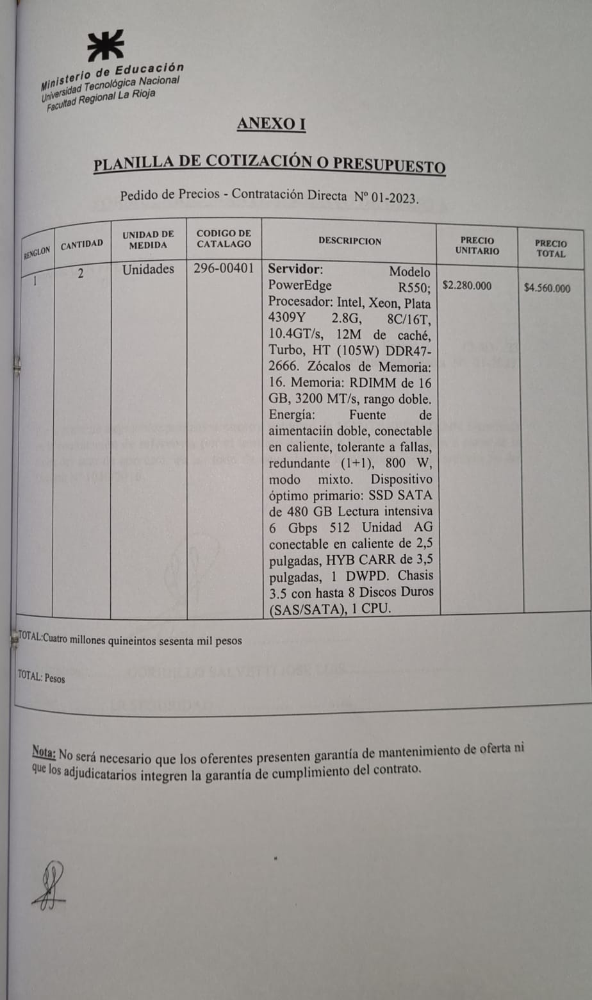 Ministerio de Educación
Universidad Tecnológica Nacional
Facultad Regional La Rioja
ANEXO I
PLANILLA DE COTIZACIÓN O PRESUPUESTO
Pedido de Precios - Contratación Directa Nº 01-2023.
RENGLON CANTIDAD UNIDAD DE MEDIDA CODIGO DE CATALAGO DESCRIPCION PRECIO UNITARIO PRECIO TOTAL
1 2 Unidades 296-00401 Servidor: Modelo
PowerEdge R550; $2.280.000 $4.560.000
Procesador: Intel, Xeon, Plata
4309Y 2.8G, 8C/16T,
10.4GT/s, 12M de caché,
Turbo, HT (105W) DDR47-
2666. Zócalos de Memoria:
16. Memoria: RDIMM de 16
GB, 3200 MT/s, rango doble.
Energía: Fuente de
aimentaciín doble, conectable
en caliente, tolerante a fallas,
redundante (1+1), 800 W,
modo mixto. Dispositivo
óptimo primario: SSD SATA
de 480 GB Lectura intensiva
6 Gbps 512 Unidad AG
conectable en caliente de 2,5
pulgadas, HYB CARR de 3,5
pulgadas, 1 DWPD. Chasis
3.5 con hasta 8 Discos Duros
(SAS/SATA), 1 CPU.
TOTAL:Cuatro millones quineintos sesenta mil pesos
TOTAL: Pesos
Nota: No será necesario que los oferentes presenten garantía de mantenimiento de oferta ni
que los adjudicatarios integren la garantía de cumplimiento del contrato.